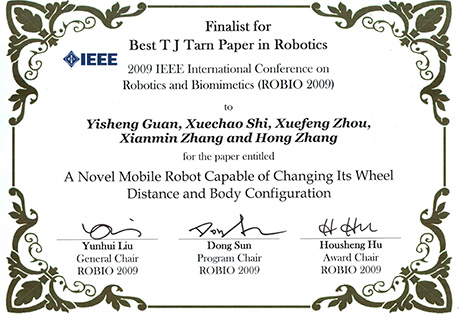 Finalist for
Best T J Tarn Paper in Robotics
IEEE
2009 IEEE International Conference on
Robotics and Biomimetics (ROBIO 2009)
to
Yisheng Guan, Xuechao Shi, Xuefeng Zhou,
Xianmin Zhang and Hong Zhang
for the paper entitled
A Novel Mobile Robot Capable of Changing Its Wheel
Distance and Body Configuration
Yunhui Liu
General Chair
ROBIO 2009
Dong Sun
Program Chair
ROBIO 2009
Housheng Hu
Award Chair
ROBIO 2009